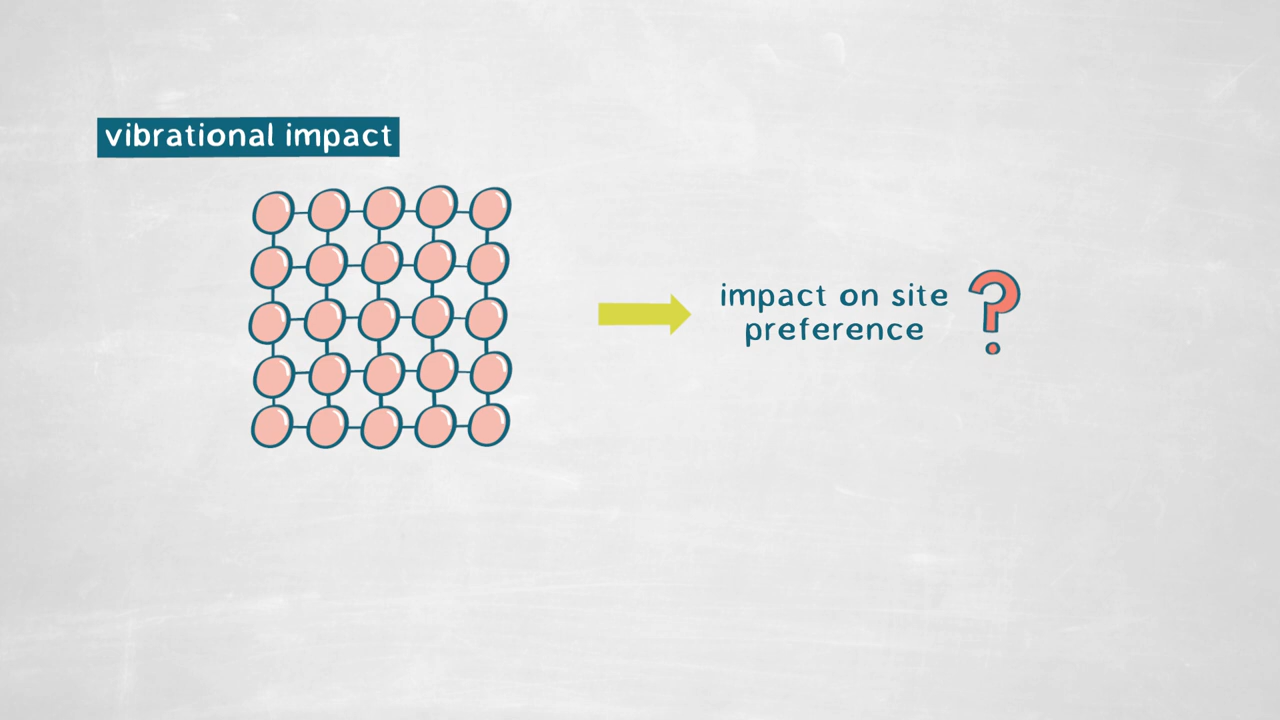 vibrational impact
impact on site
preference
?